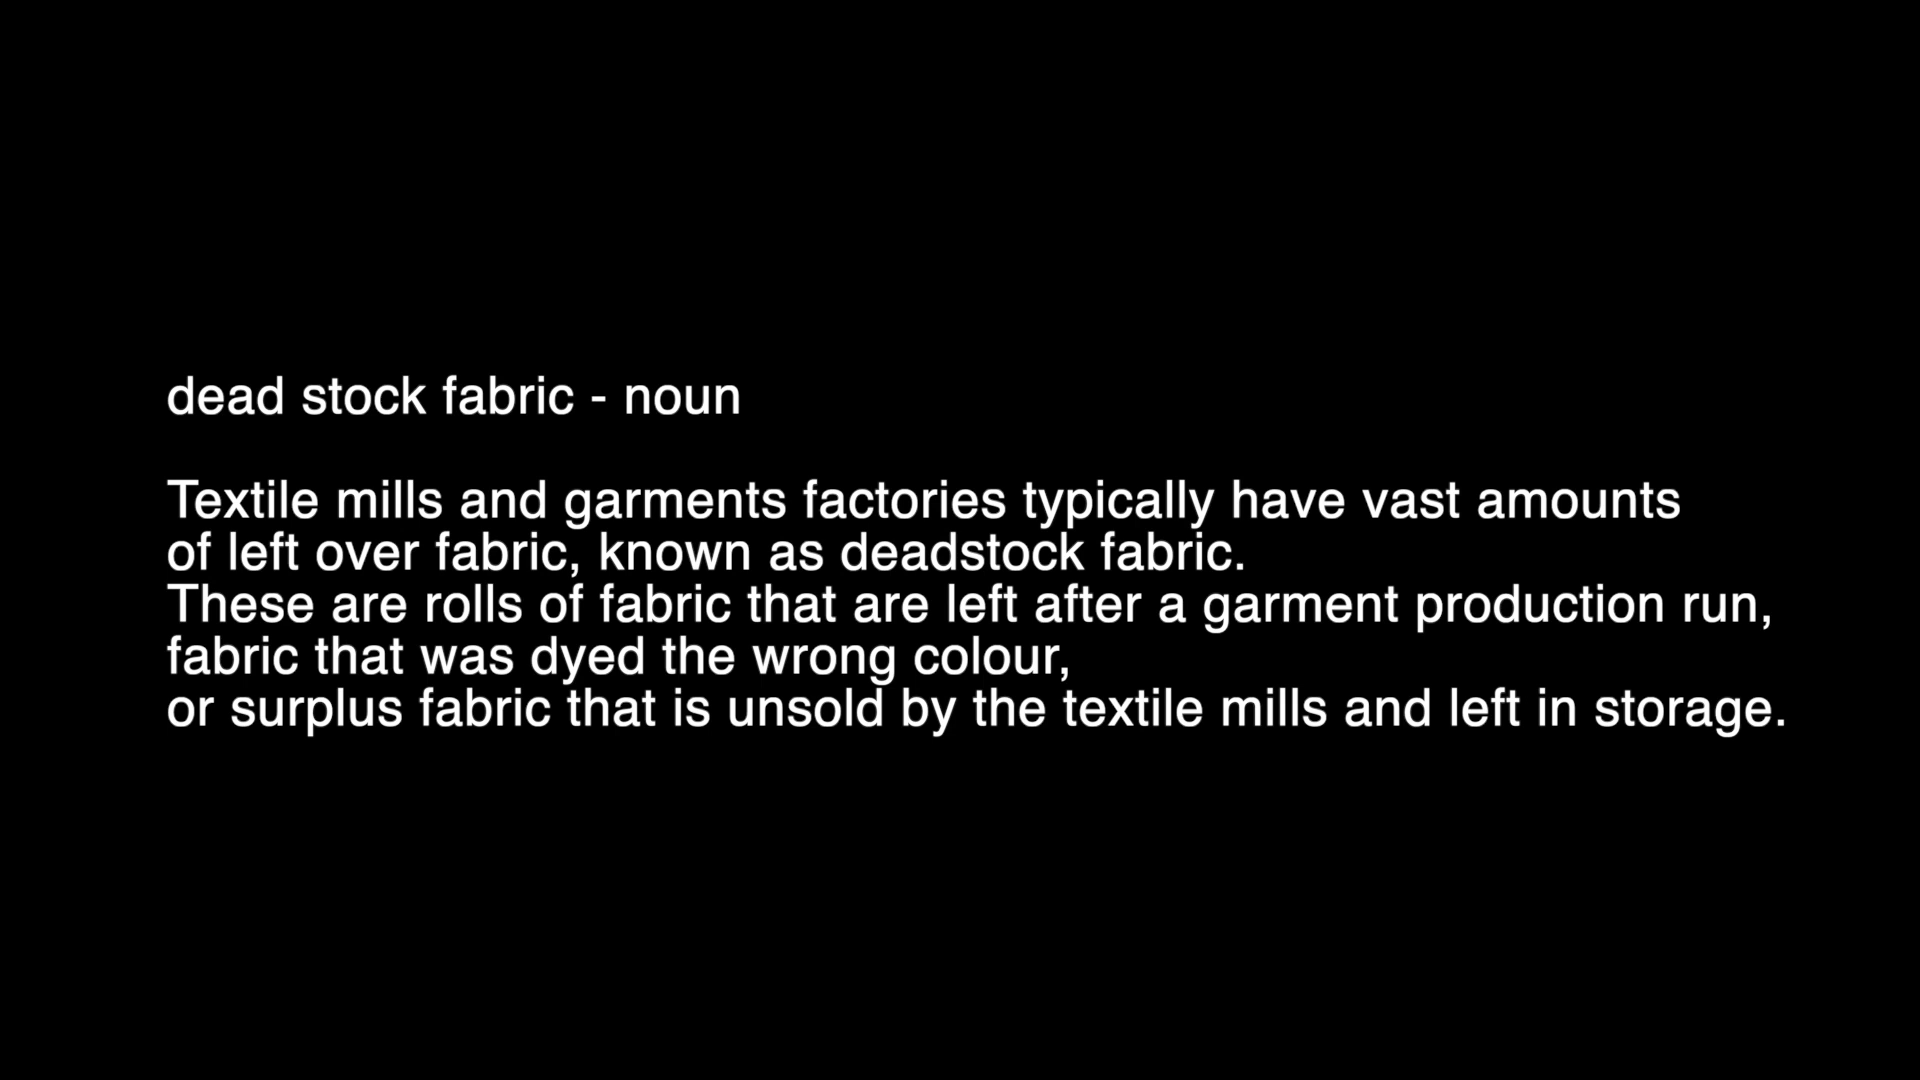 dead stock fabric - noun
Textile mills and garments factories typically have vast amounts
of left over fabric, known as deadstock fabric.
These are rolls of fabric that are left after a garment production run,
fabric that was dyed the wrong colour,
or surplus fabric that is unsold by the textile mills and left in storage.